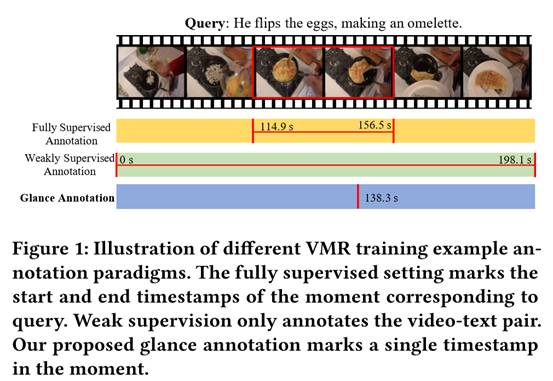 Query: He flips the eggs, making an omelette.
Fully Supervised
Annotation
114.9 s
156.5 s
Weakly Supervised
Annotation
0 s
198.1 s
Glance Annotation
138.3 s
Figure 1: Illustration of different VMR training example an-
notation paradigms. The fully supervised setting marks the
start and end timestamps of the moment corresponding to
query. Weak supervision only annotates the video-text pair.
Our proposed glance annotation marks a single timestamp
in the moment.